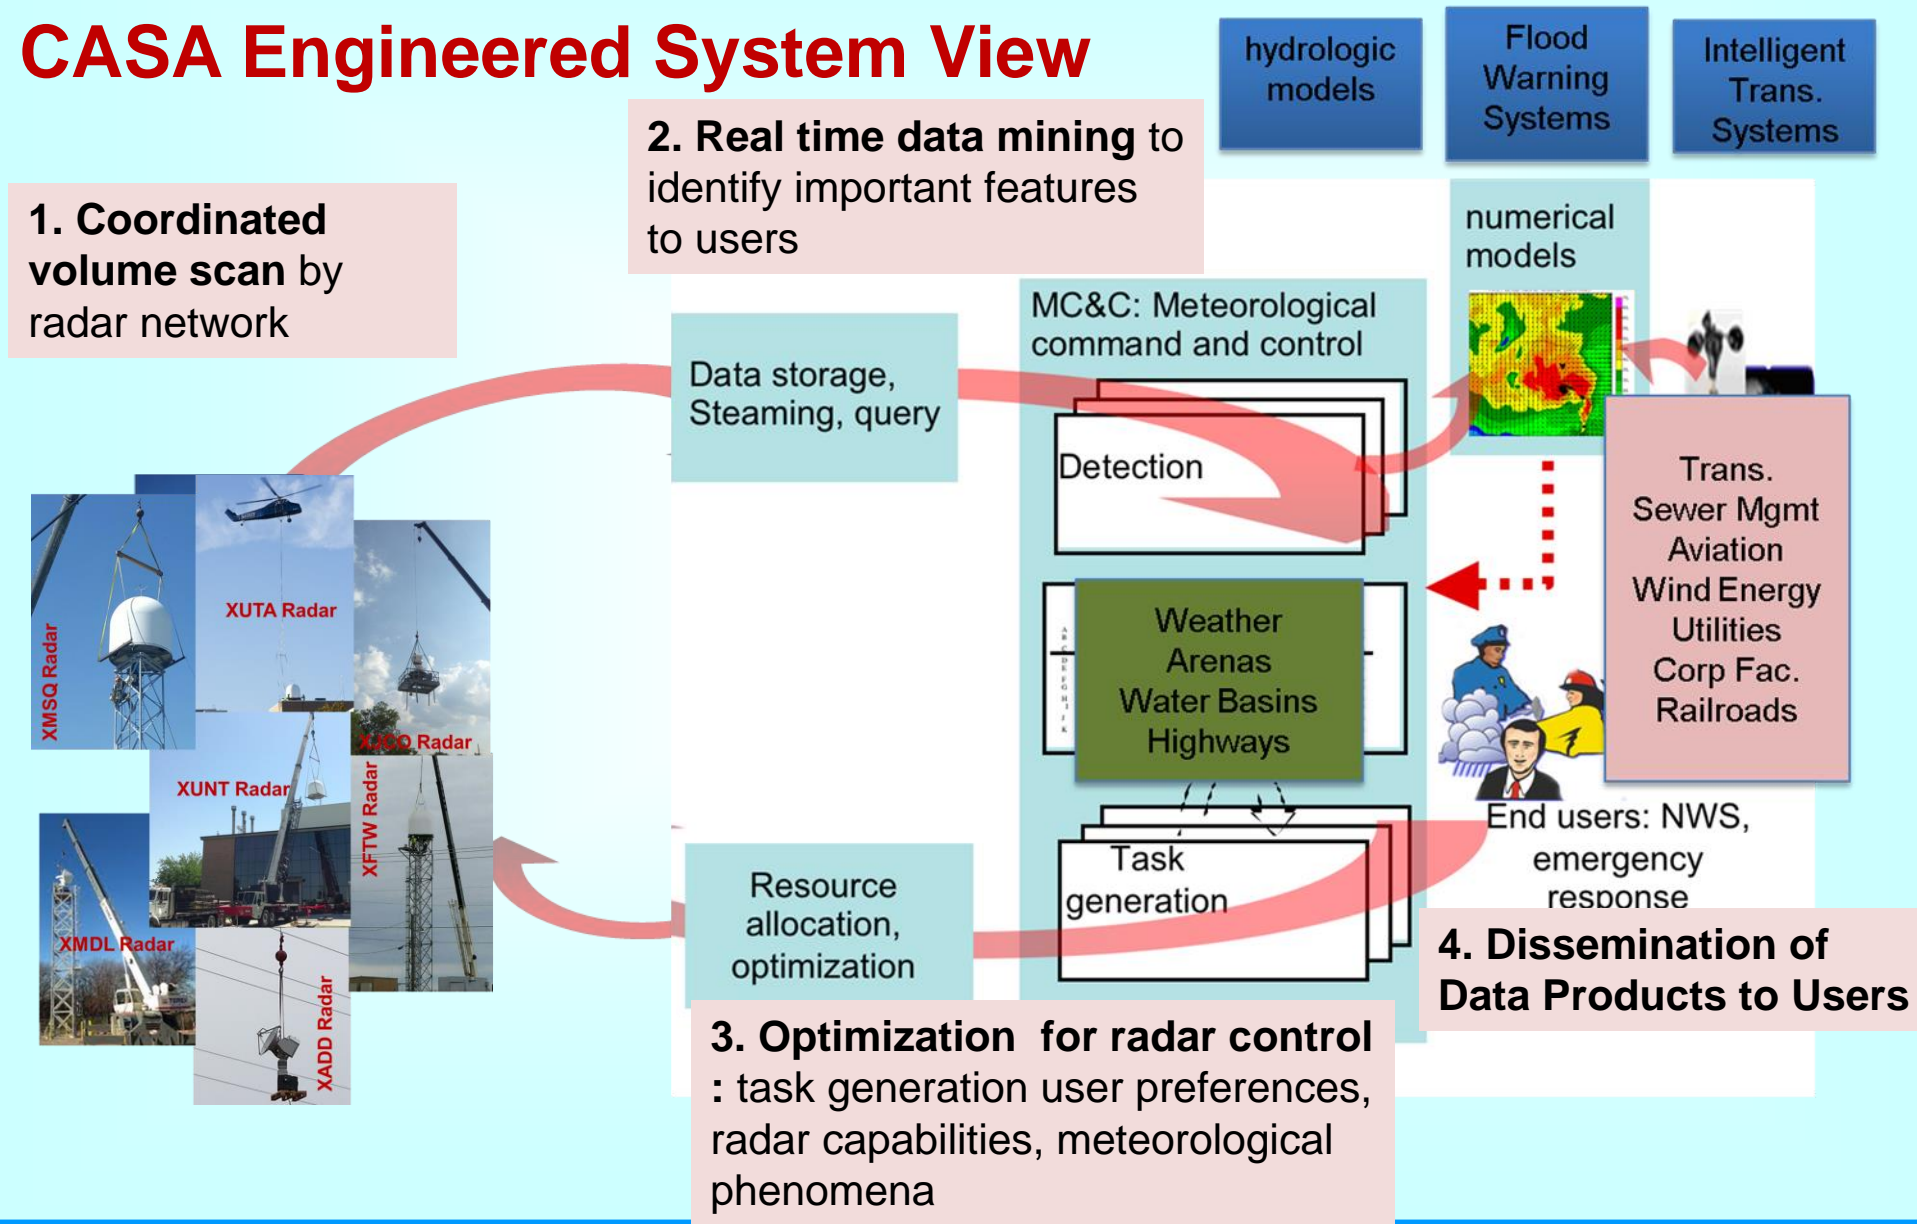 CASA Engineered System View
hydrologic
models
Flood
Warning
Systems
Intelligent
Trans.
Systems
2. Real time data mining to
identify important features
to users
1. Coordinated
volume scan by
radar network
numerical
models
MC&C: Meteorological
command and control
Data storage,
Steaming, query
Detection
Trans.
Sewer Mgmt
Aviation
Wind Energy
Utilities
Corp Fac.
Railroads
Weather
Arenas
Water Basins
Highways
XMSQ Radar
XUTA Radar
XJCO Radar
XUNT Radar
XFTW Radar
XMDL Radar
XADD Radar
Task
generation
End users: NWS,
emergency
response
Resource
allocation,
optimization
4. Dissemination of
Data Products to Users
3. Optimization for radar control
: task generation user preferences,
radar capabilities, meteorological
phenomena